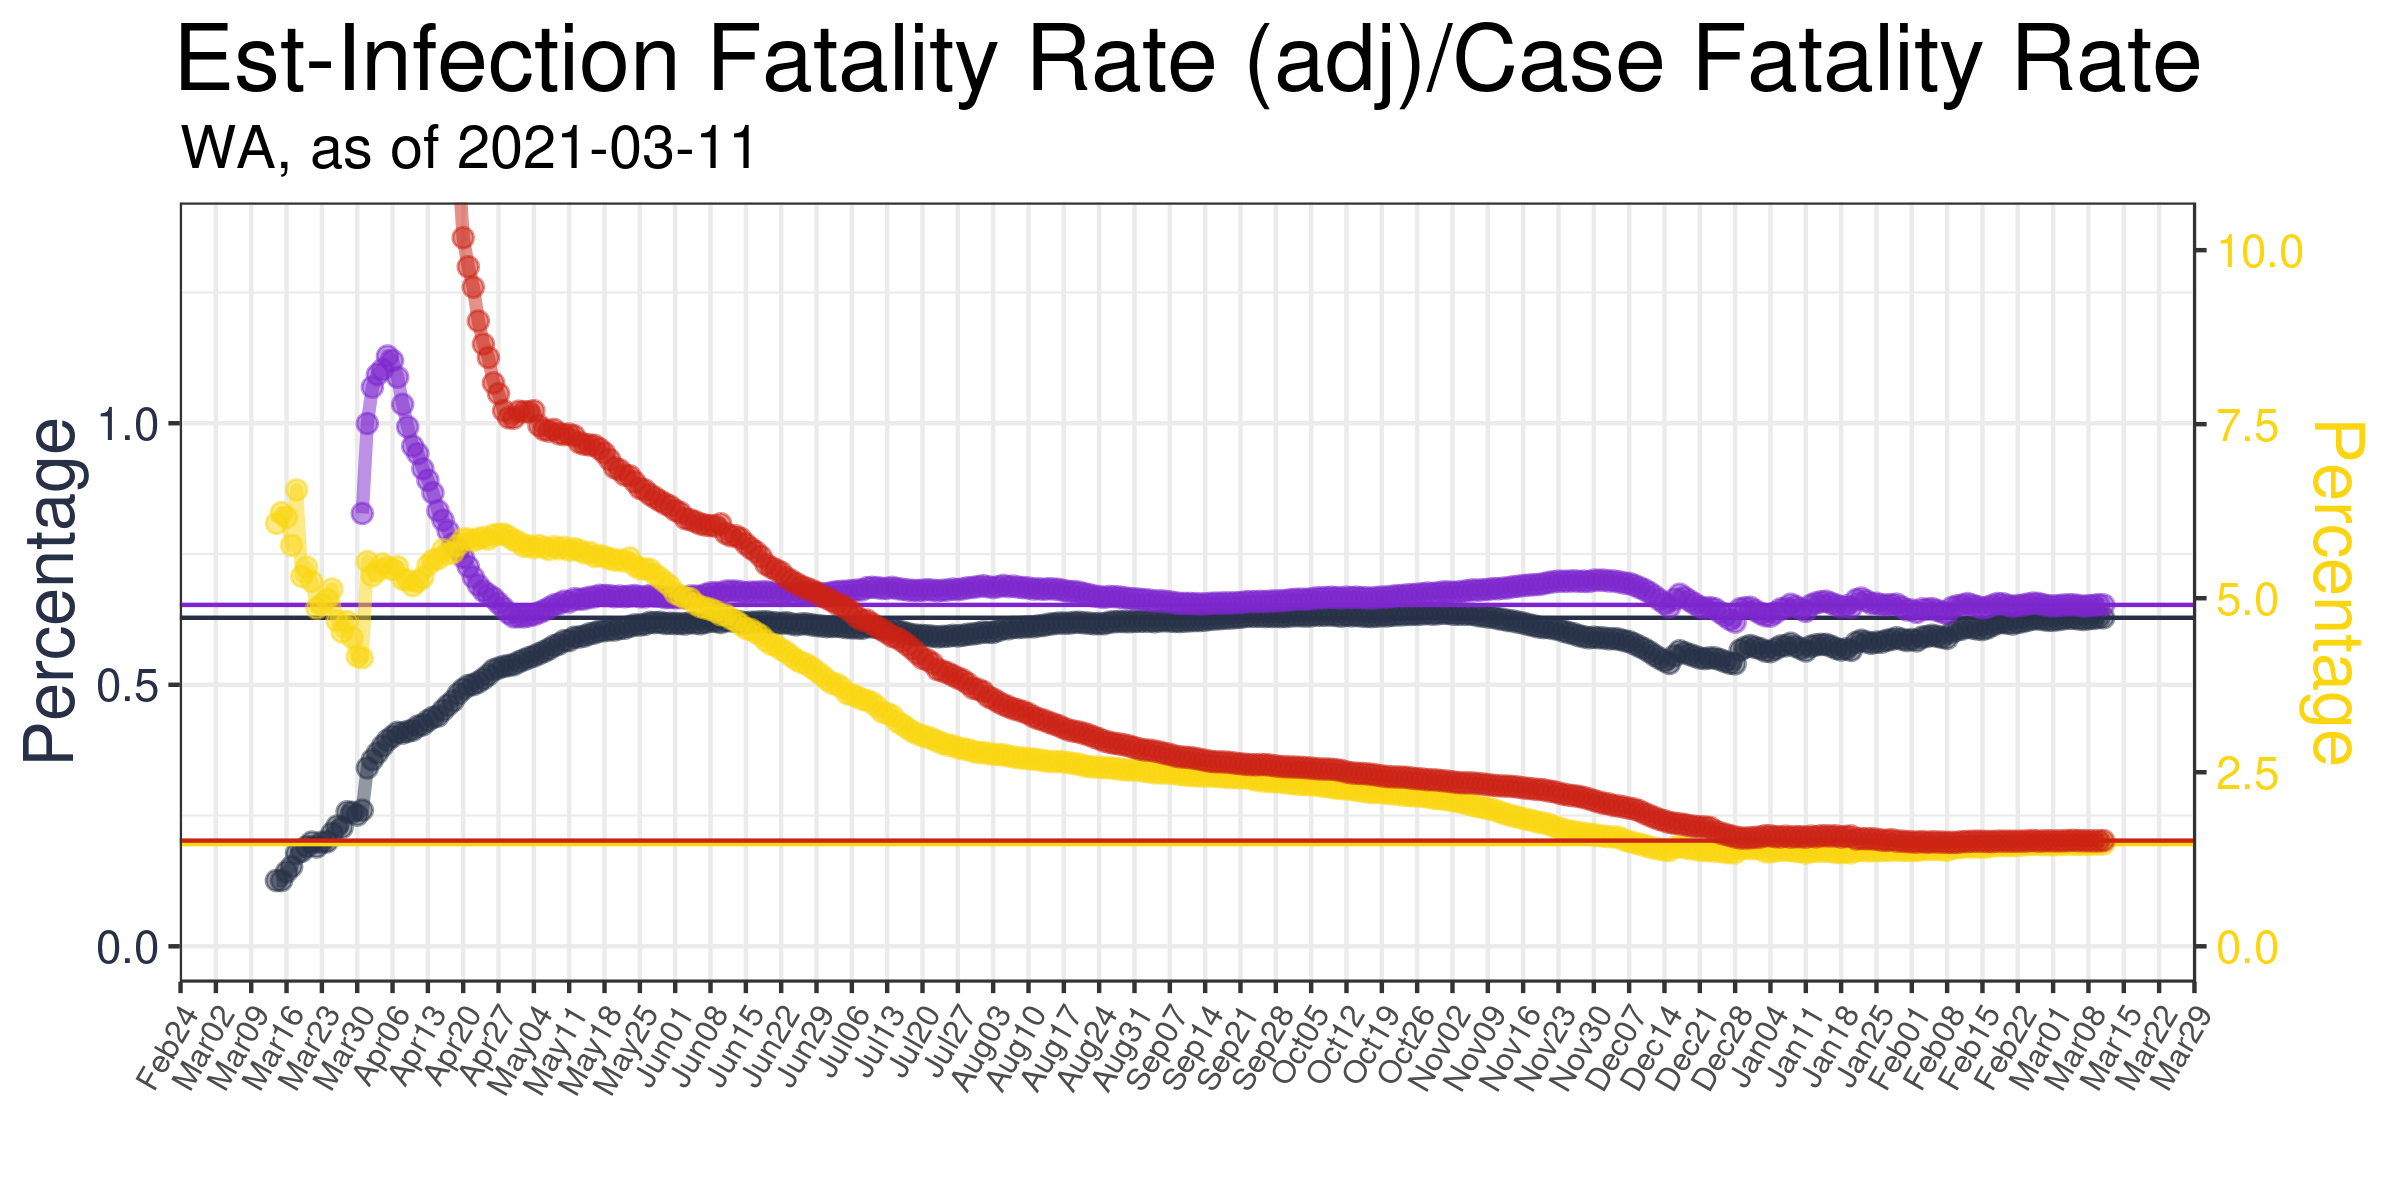 Est-Infection Fatality Rate (adj)/Case Fatality Rate
WA, as of 2021-03-11
Percentage
1.0
0.5
0.0
10.0
7.5
5.0
2.5
0.0
Percentage
Feb24
Mar02
Mar09
Mar16
Mar23
Mar30
Apr06
Apr13
Apr20
Apr27
May04
May11
May18
May25
Jun01
Jun08
Jun15
Jun22
Jun29
Jul06
Jul13
Jul20
Jul27
Aug03
Aug10
Aug17
Aug24
Aug31
Sep07
Sep14
Sep21
Sep28
Oct05
Oct12
Oct19
Oct26
Nov02
Nov09
Nov16
Nov23
Nov30
Dec07
Dec14
Dec21
Dec28
Jan04
Jan11
Jan18
Jan25
Feb01
Feb08
Feb15
Feb22
Mar01
Mar08
Mar15
Mar22
Mar29